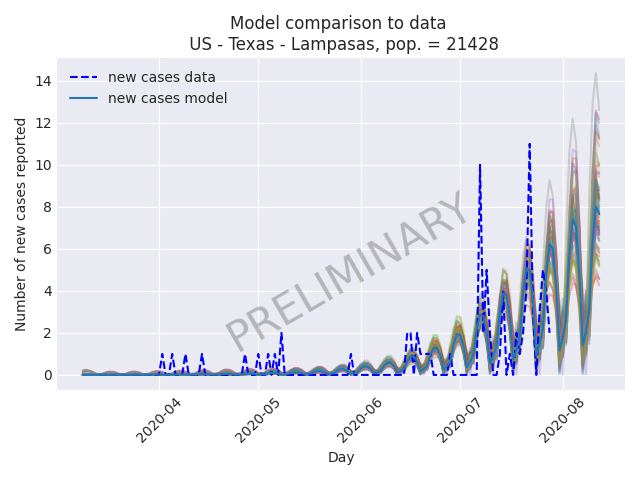 Model comparison to data
US - Texas - Lampasas, pop. = 21428
new cases data
new cases model
14
12
10
8
6
4
2
0
Number of new cases reported
PRELIMINARY
2020-04
2020-05
2020-06
2020-07
2020-08
Day